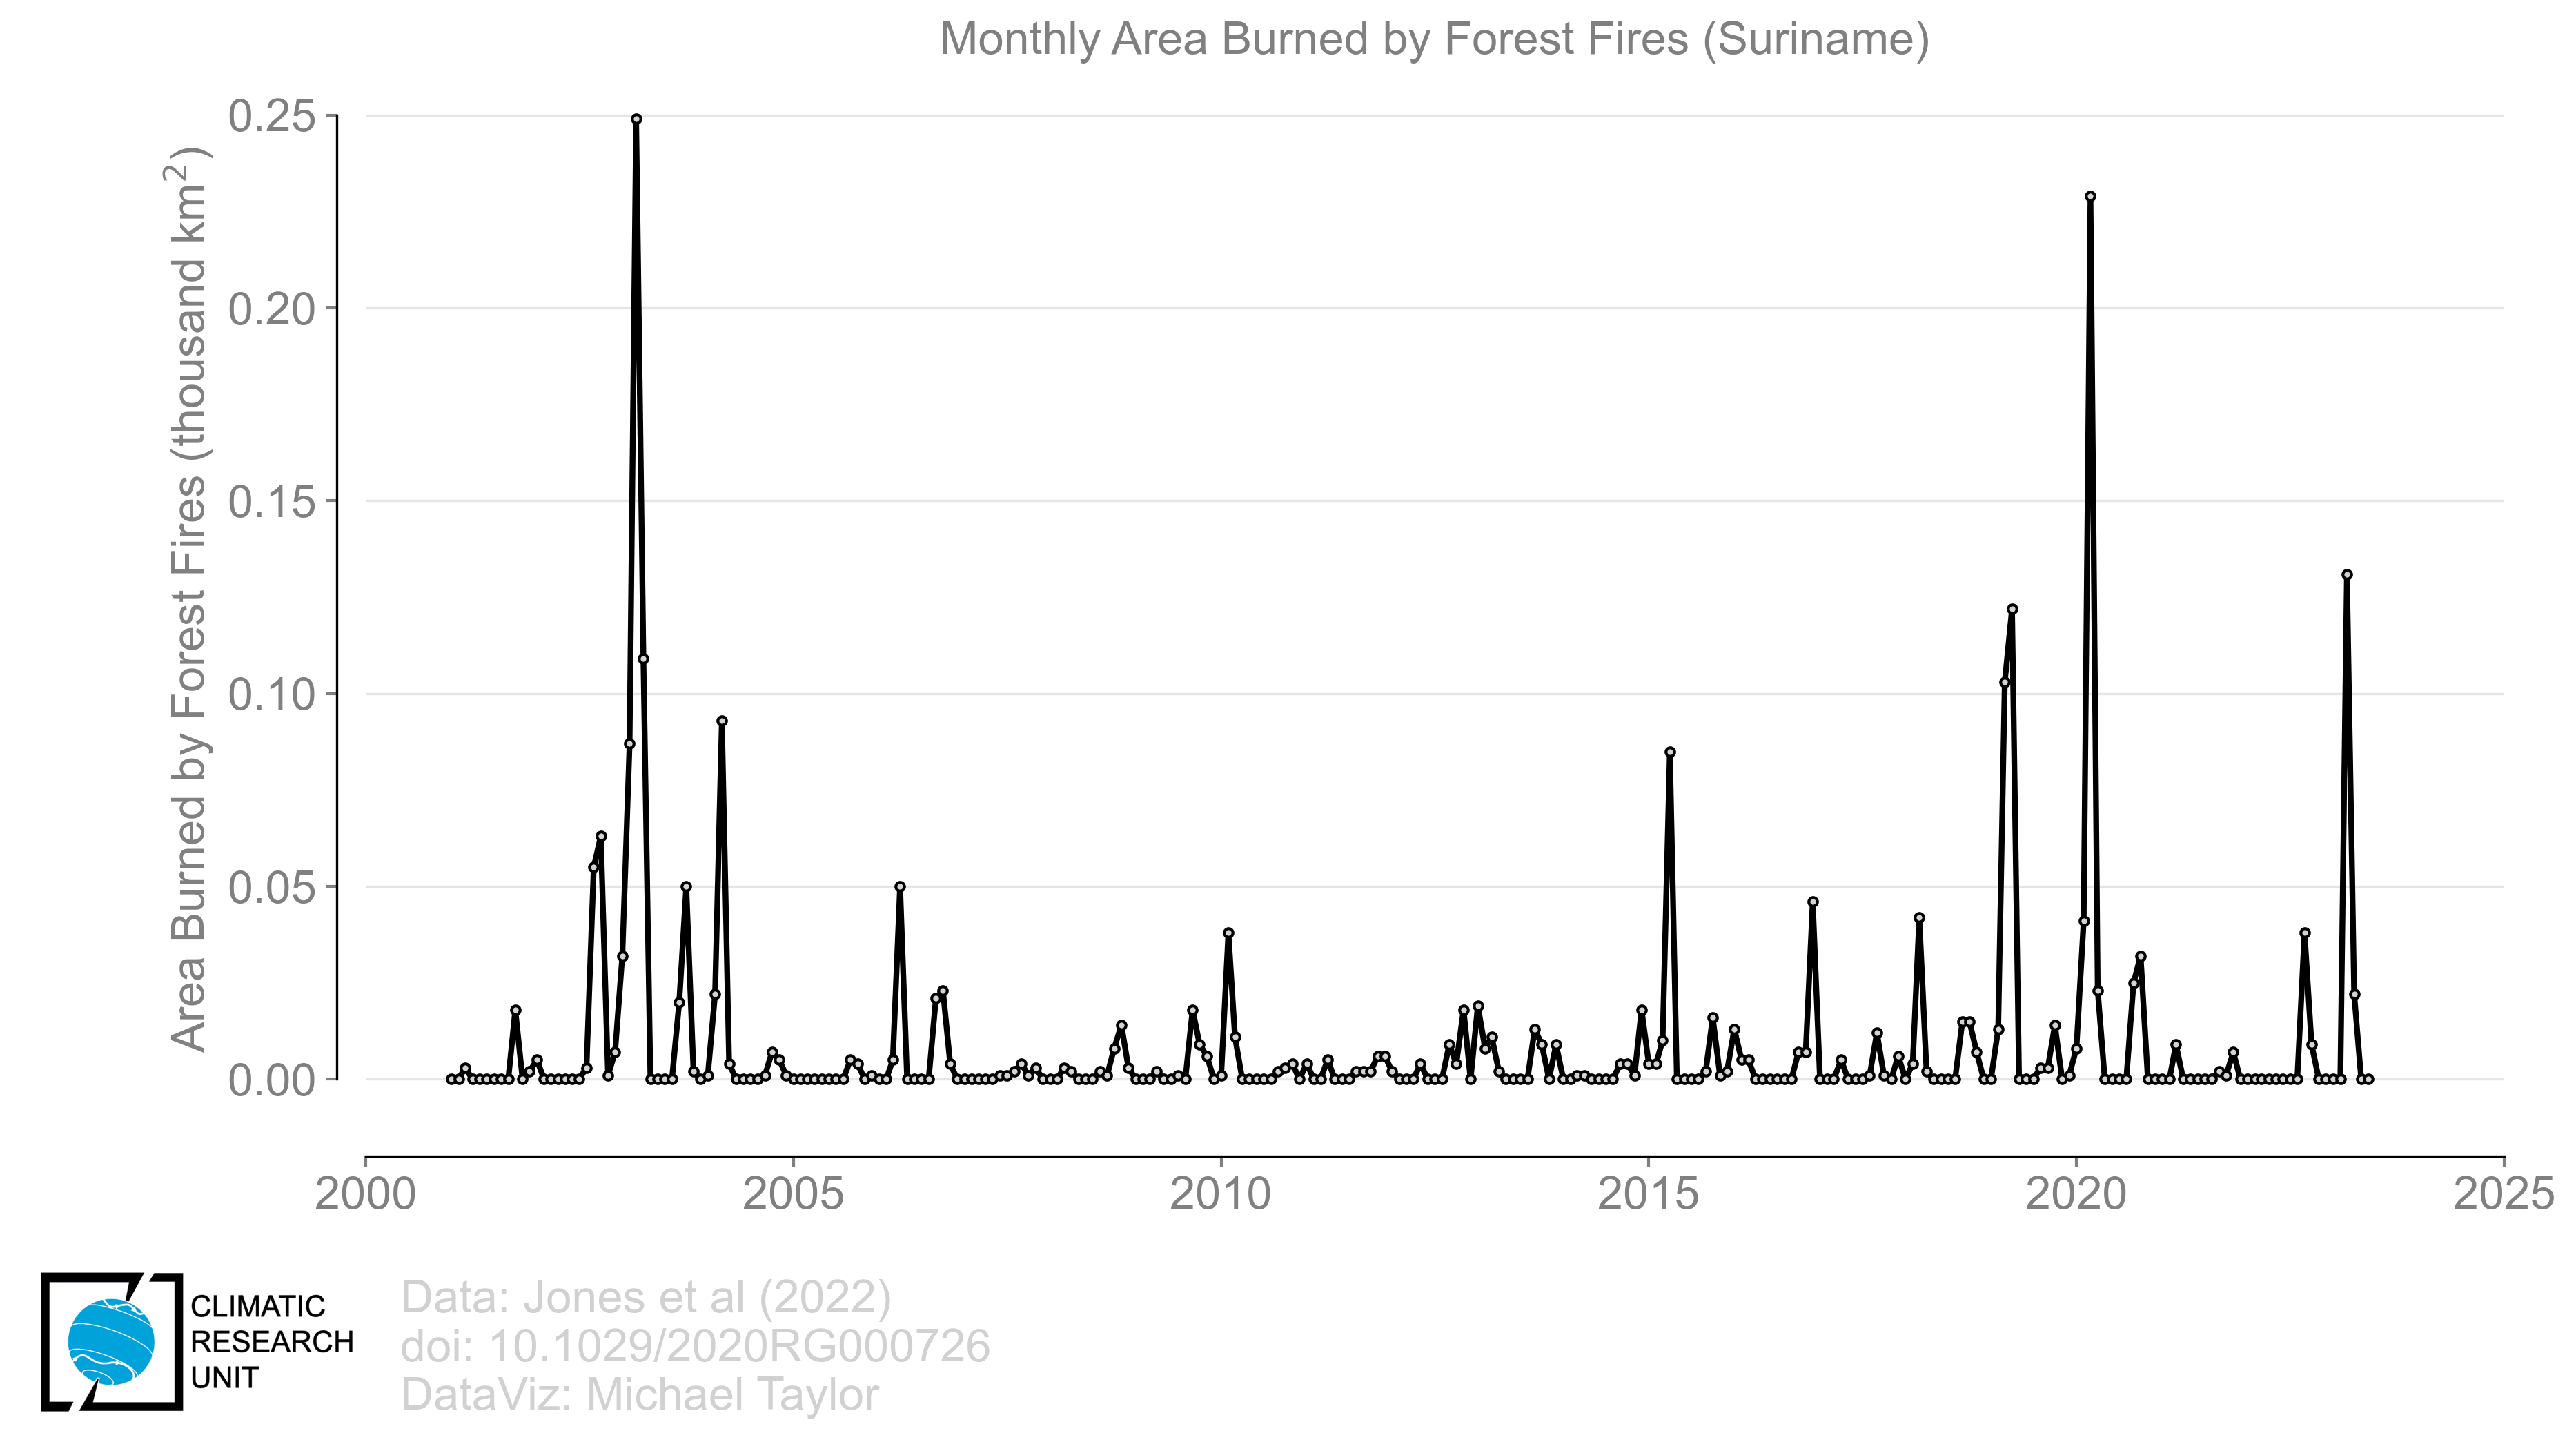 Monthly Area Burned by Forest Fires (Suriname)
Area Burned by Forest Fires (thousand km²)
0.25
0.20
0.15
0.10
0.05
0.00
2000 2005 2010 2015 2020 2025
CLIMATIC
RESEARCH
UNIT
Data: Jones et al (2022)
doi: 10.1029/2020RG000726
DataViz: Michael Taylor